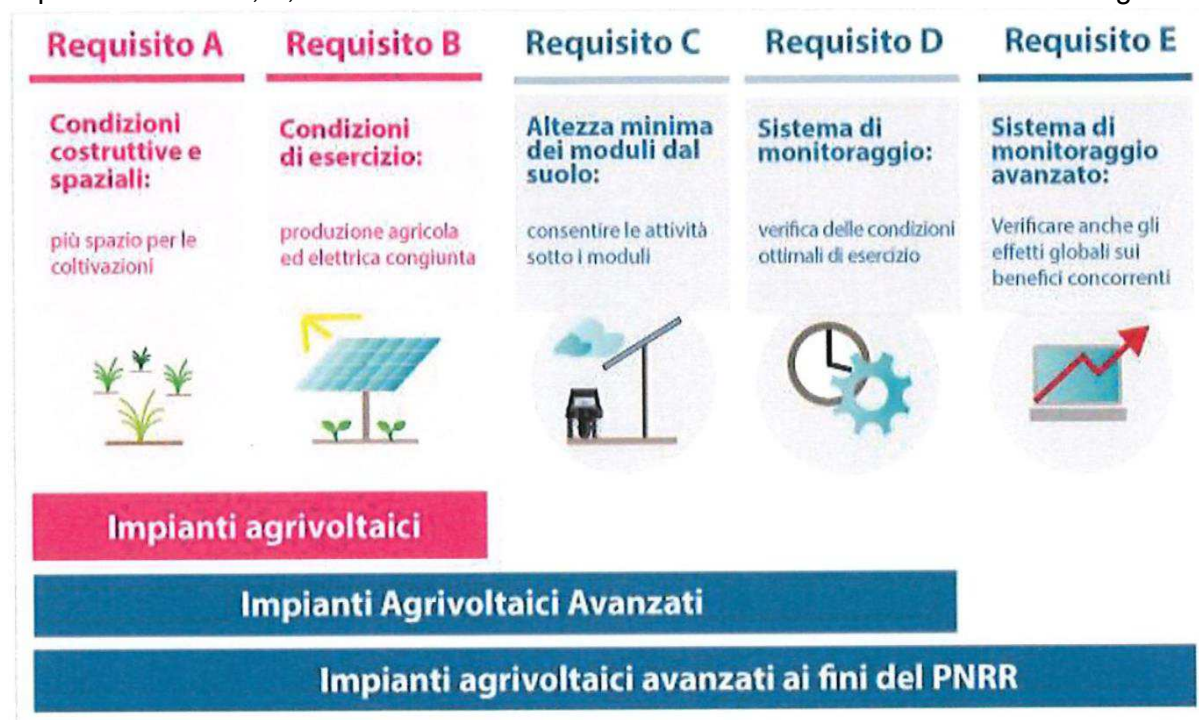 Requisito A
Condizioni
costruttive e
spaziali:
più spazio per le
coltivazioni
Requisito B
Condizioni
di esercizio:
produzione agricola
ed elettrica congiunta
Requisito C
Altezza minima
dei moduli dal
suolo:
consentire le attività
sotto i moduli
Requisito D
Sistema di
monitoraggio:
verifica delle condizioni
ottimali di esercizio
Requisito E
Sistema di
monitoraggio
avanzato:
Verificare anche gli
effetti globali sui
benefici concorrenti
Impianti agrivoltaici
Impianti Agrivoltaici Avanzati
Impianti agrivoltaici avanzati ai fini del PNRR